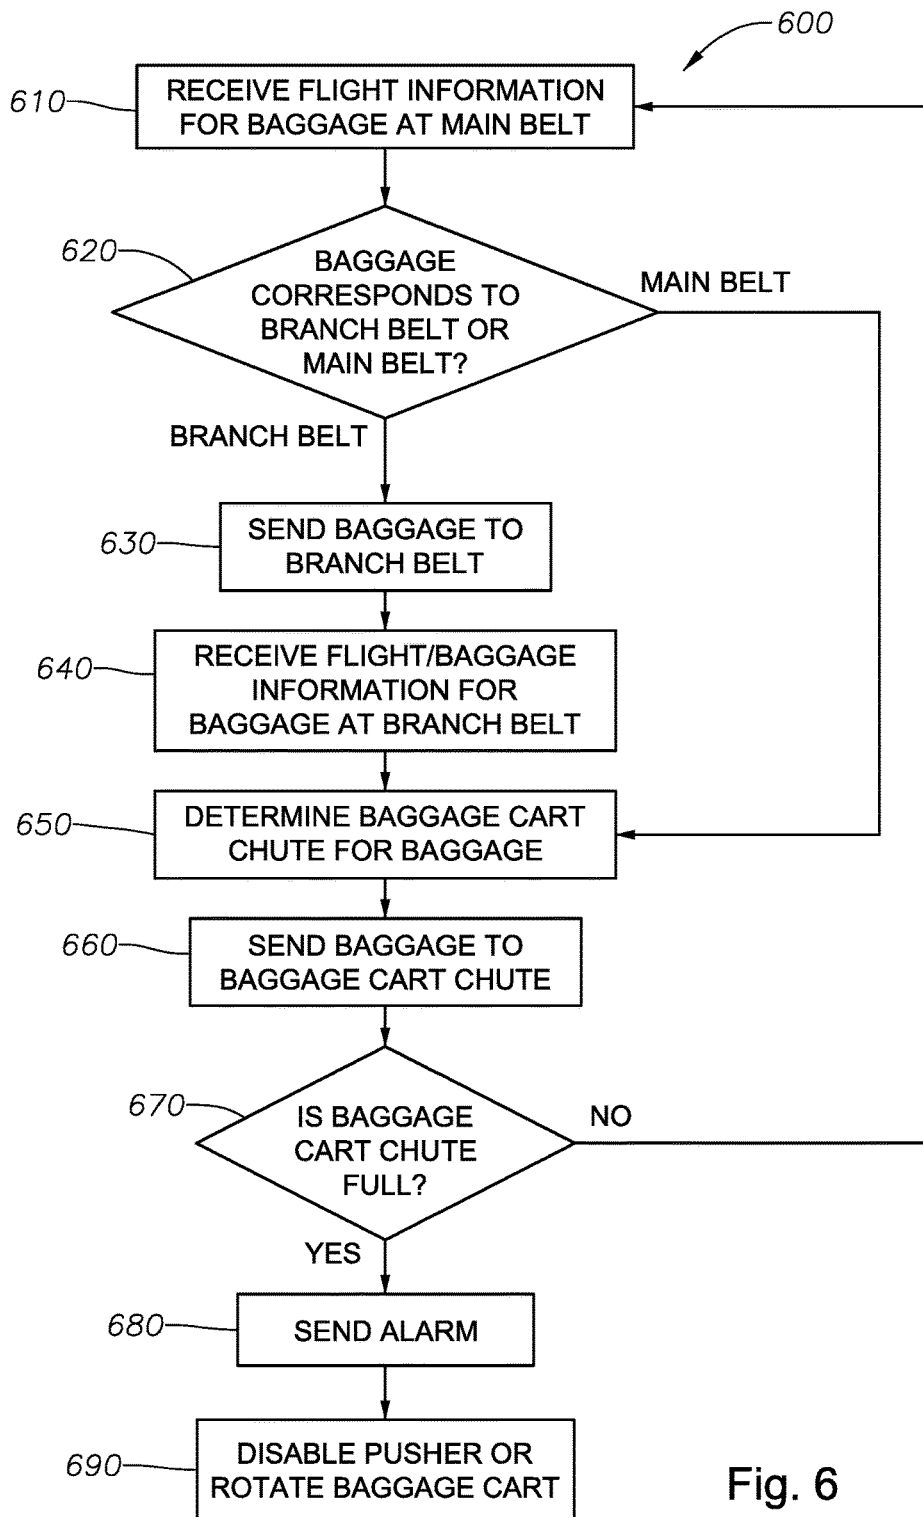 600
610
RECEIVE FLIGHT INFORMATION
FOR BAGGAGE AT MAIN BELT
620
BAGGAGE
CORRESPONDS TO
BRANCH BELT OR
MAIN BELT?
MAIN BELT
BRANCH BELT
630
SEND BAGGAGE TO
BRANCH BELT
640
RECEIVE FLIGHT/BAGGAGE
INFORMATION FOR
BAGGAGE AT BRANCH BELT
650
DETERMINE BAGGAGE CART
CHUTE FOR BAGGAGE
660
SEND BAGGAGE TO
BAGGAGE CART CHUTE
670
IS BAGGAGE
CART CHUTE
FULL?
NO
YES
680
SEND ALARM
690
DISABLE PUSHER OR
ROTATE BAGGAGE CART
Fig. 6